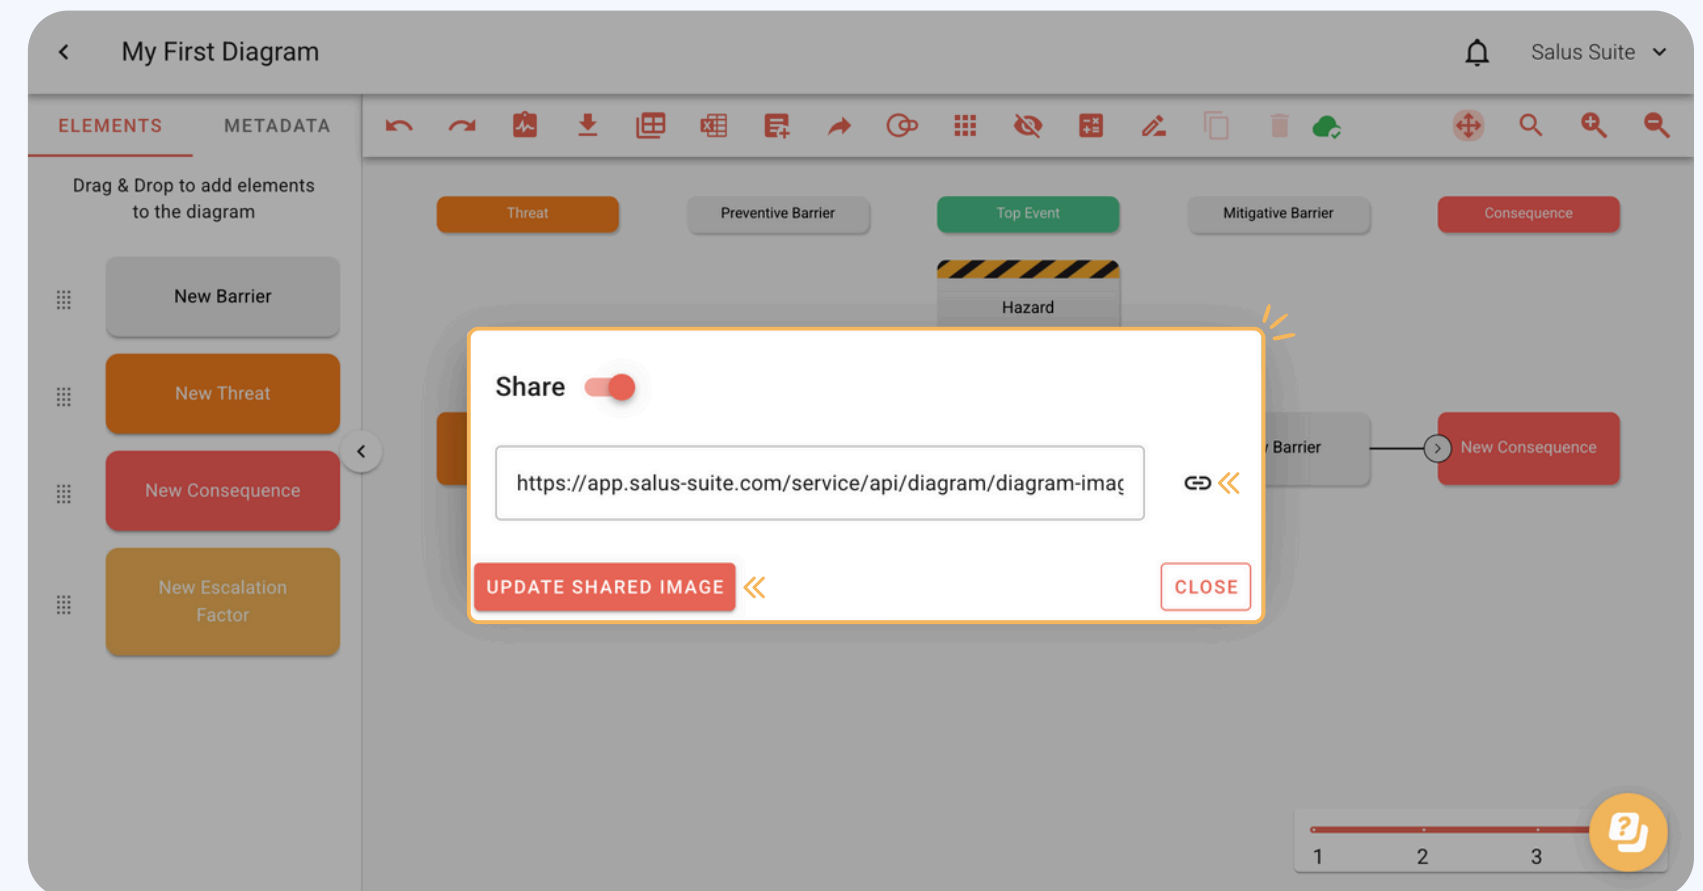 My First Diagram
Salus Suite
ELEMENTS
METADATA
Drag & Drop to add elements
to the diagram
New Barrier
New Threat
New Consequence
New Escalation
Factor
Threat
Preventive Barrier
Top Event
Mitigative Barrier
Consequence
Hazard
Share
https://app.salus-suite.com/service/api/diagram/diagram-imag
UPDATE SHARED IMAGE
CLOSE
Barrier
New Consequence
1
2
3